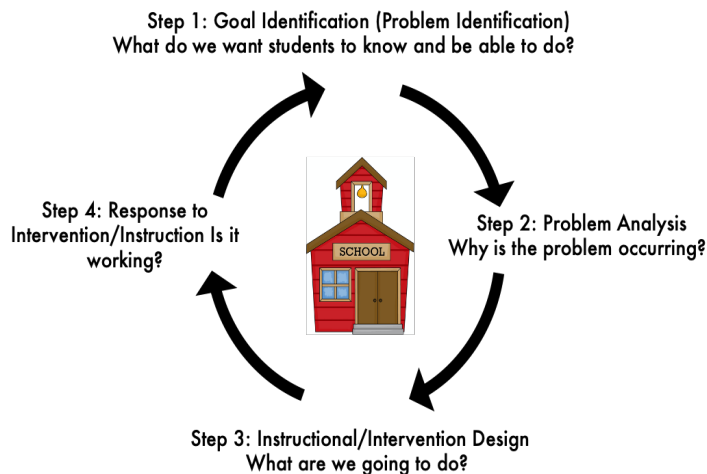 Step 1: Goal Identification (Problem Identification)
What do we want students to know and be able to do?
Step 2: Problem Analysis
Why is the problem occurring?
Step 3: Instructional/Intervention Design
What are we going to do?
Step 4: Response to
Intervention/Instruction Is it
working?
SCHOOL